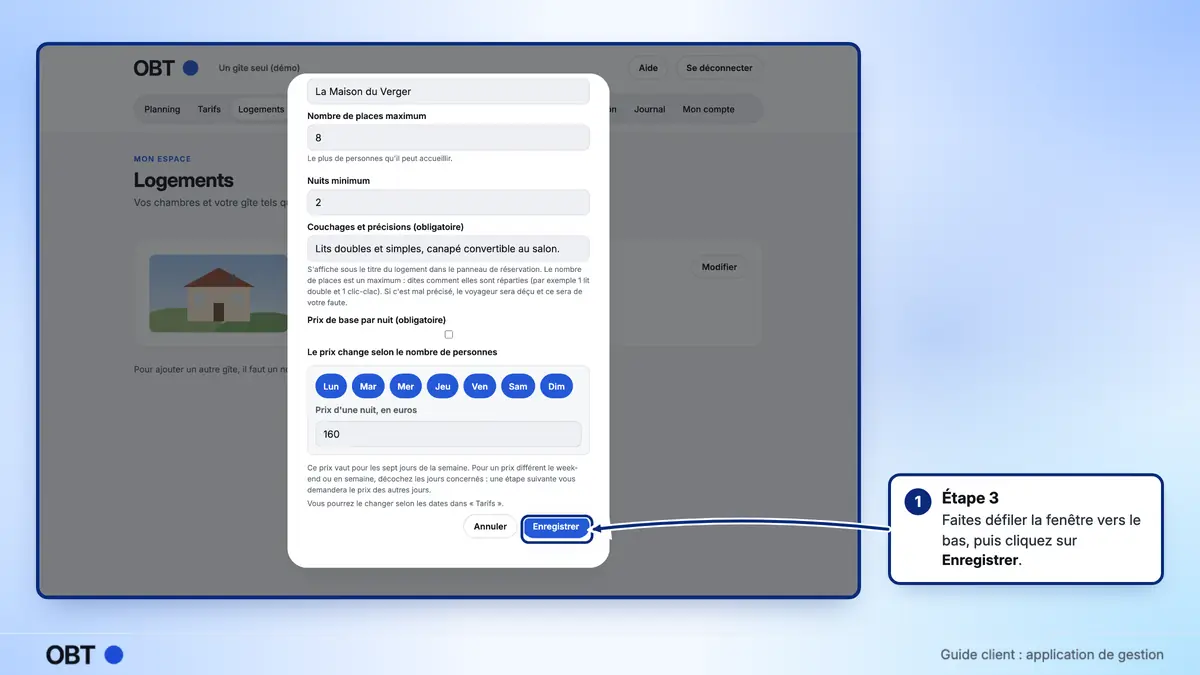 OBT
Un gîte seul (démo)
Aide
Se déconnecter
Planning
Tarifs
Logements
Journal
Mon compte
MON ESPACE
Logements
Vos chambres et votre gîte tels
Modifier
Pour ajouter un autre gîte, il faut un
La Maison du Verger
Nombre de places maximum
8
Le plus de personnes qu'il peut accueillir.
Nuits minimum
2
Couchages et précisions (obligatoire)
Lits doubles et simples, canapé convertible au salon.
S'affiche sous le titre du logement dans le panneau de réservation. Le nombre
de places est un maximum : dites comment elles sont réparties (par exemple 1 lit
double et 1 clic-clac). Si c'est mal précisé, le voyageur sera déçu et ce sera de
votre faute.
Prix de base par nuit (obligatoire)
Le prix change selon le nombre de personnes
Lun
Mar
Mer
Jeu
Ven
Sam
Dim
Prix d'une nuit, en euros
160
Ce prix vaut pour les sept jours de la semaine. Pour un prix différent le week-
end ou en semaine, décochez les jours concernés : une étape suivante vous
demandera le prix des autres jours.
Vous pourrez le changer selon les dates dans « Tarifs ».
Annuler
Enregistrer
1
Étape 3
Faites défiler la fenêtre vers le
bas, puis cliquez sur
Enregistrer.
OBT
Guide client : application de gestion